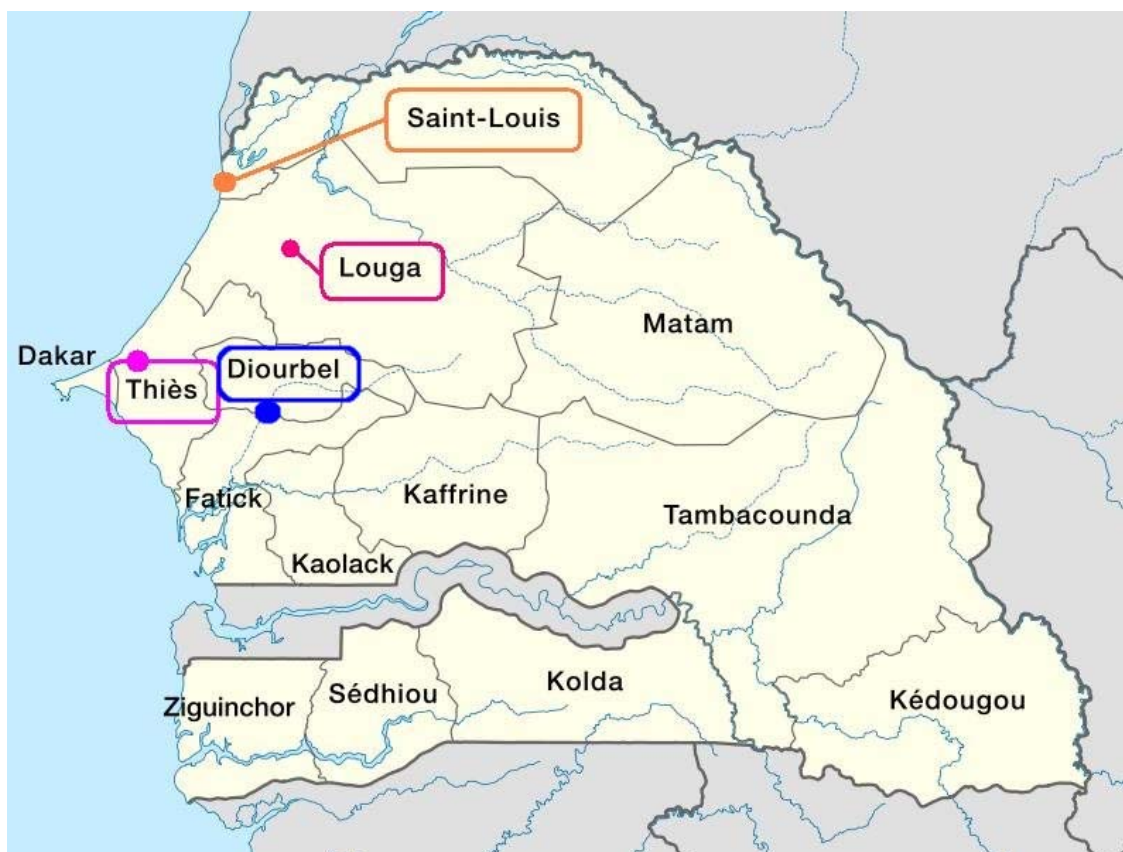 Saint-Louis
Louga
Matam
Dakar
Diourbel
Thiès
Fatick
Kaffrine
Tambacounda
Kaolack
Kolda
Sédhiou
Ziguinchor
Kédougou